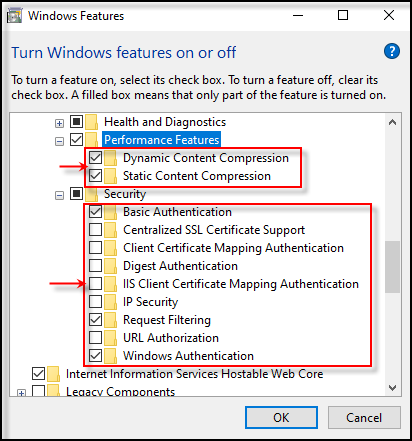 Windows Features
Turn Windows features on or off
?
To turn a feature on, select its check box. To turn a feature off, clear its
check box. A filled box means that only part of the feature is turned on.
Health and Diagnostics
Performance Features
Dynamic Content Compression
Static Content Compression
Security
Basic Authentication
Centralized SSL Certificate Support
Client Certificate Mapping Authentication
Digest Authentication
IIS Client Certificate Mapping Authentication
IP Security
Request Filtering
URL Authorization
Windows Authentication
Internet Information Services Hostable Web Core
Legacy Components
OK
Cancel